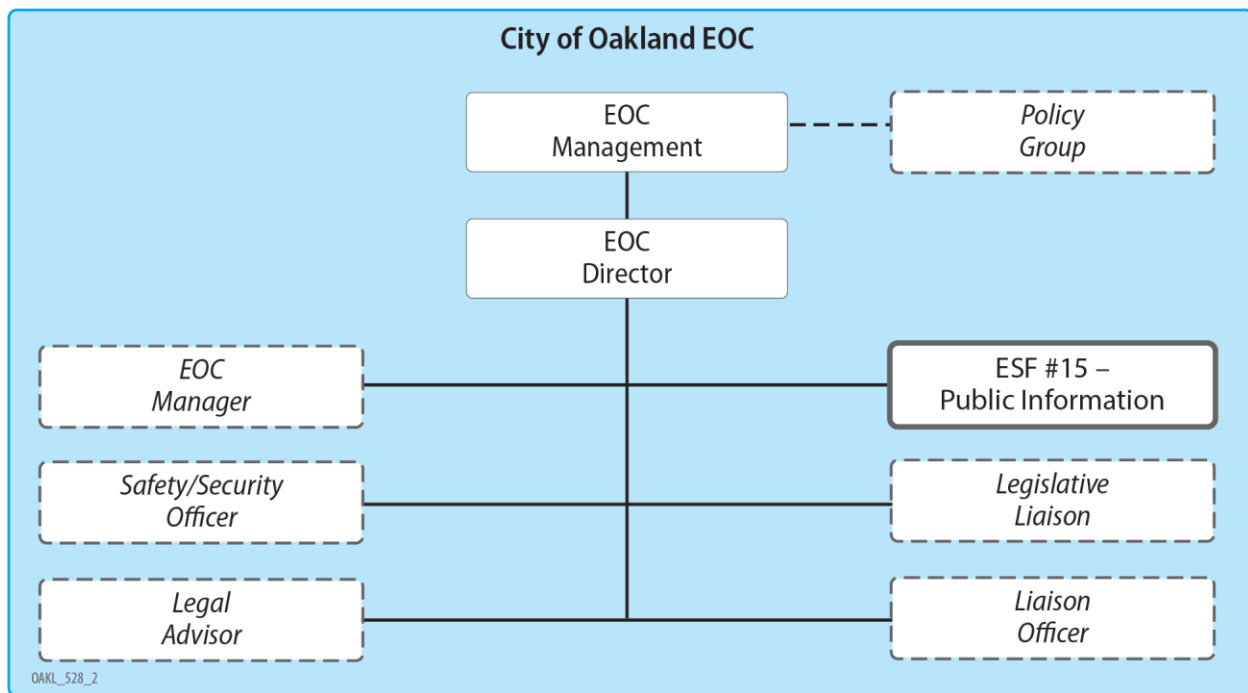 City of Oakland EOC
EOC
Management
Policy
Group
EOC
Director
EOC
Manager
ESF #15 –
Public Information
Safety/Security
Officer
Legislative
Liaison
Legal
Advisor
Liaison
Officer
OAKL_528_2